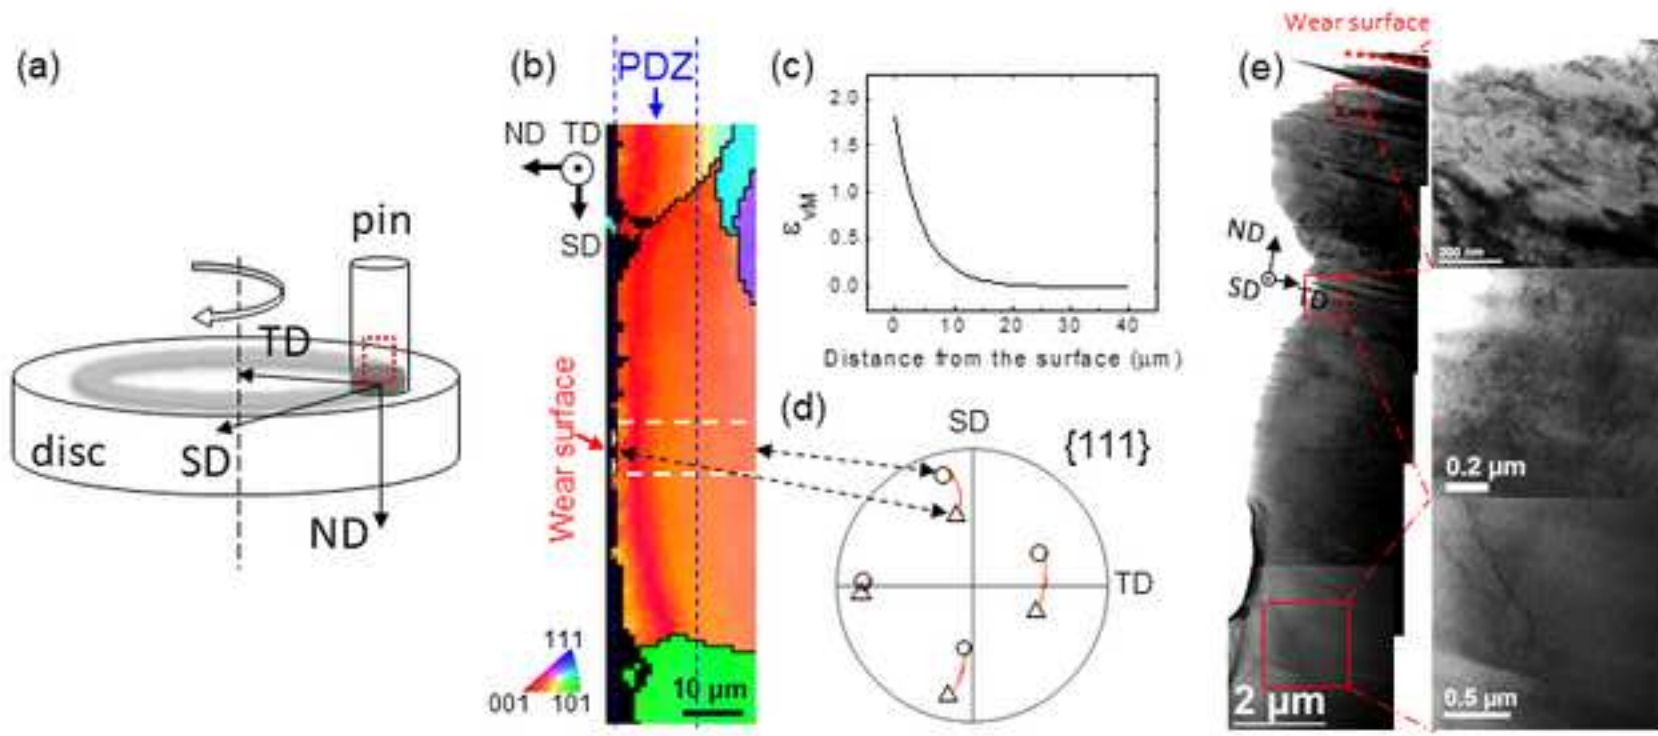 (a)
pin
TD
disc
SD
ND
(b)
PDZ
ND TD
SD
Wear surface
111
001 101
10 µm
(c)
2.0
1.5
1.0
0.5
0.0
ε vM
0 10 20 30 40
Distance from the surface (µm)
(d)
SD
{111}
TD
(e)
Wear surface
ND
SD
TD
2 µm
200 nm
0.2 µm
0.5 µm